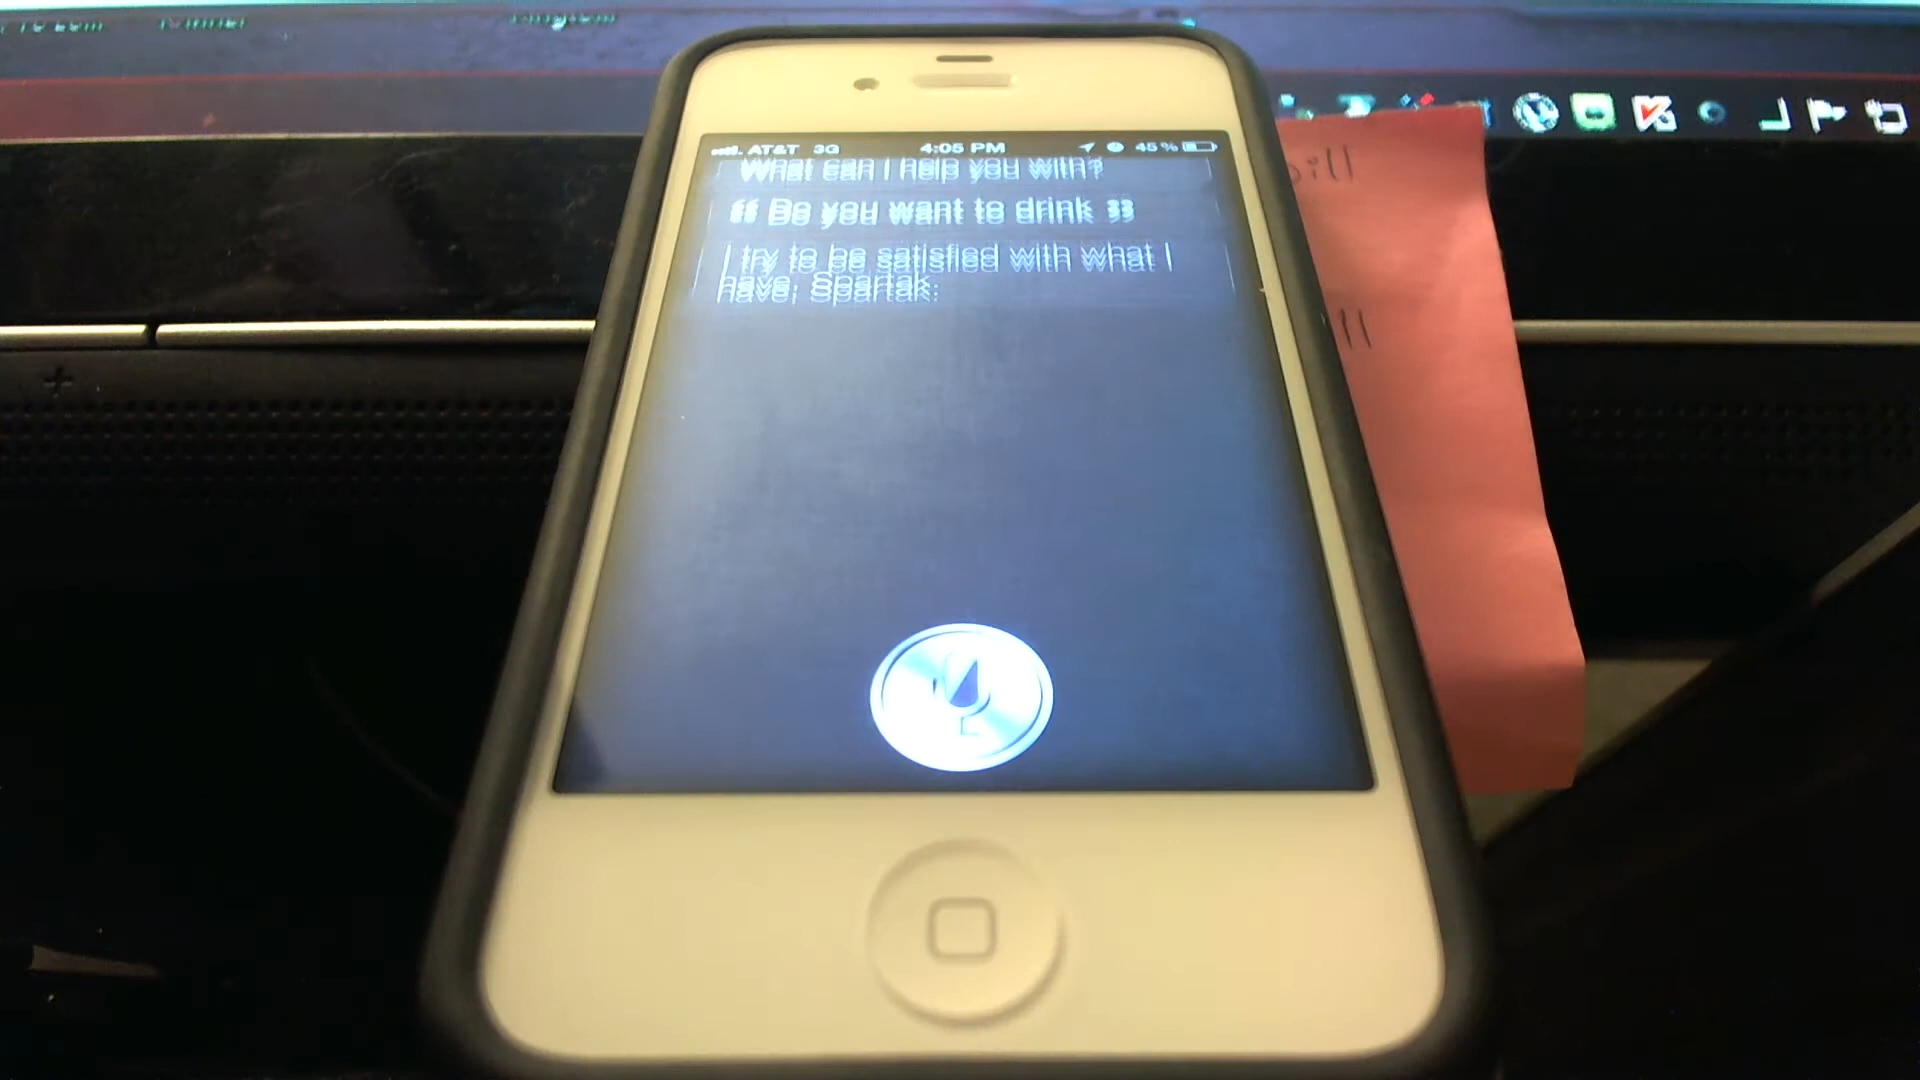 AT&T 3G 4:05 PM 45%
What can I help you with?
“ Do you want to drink ”
I try to be satisfied with what I
have, Spartak.
bill